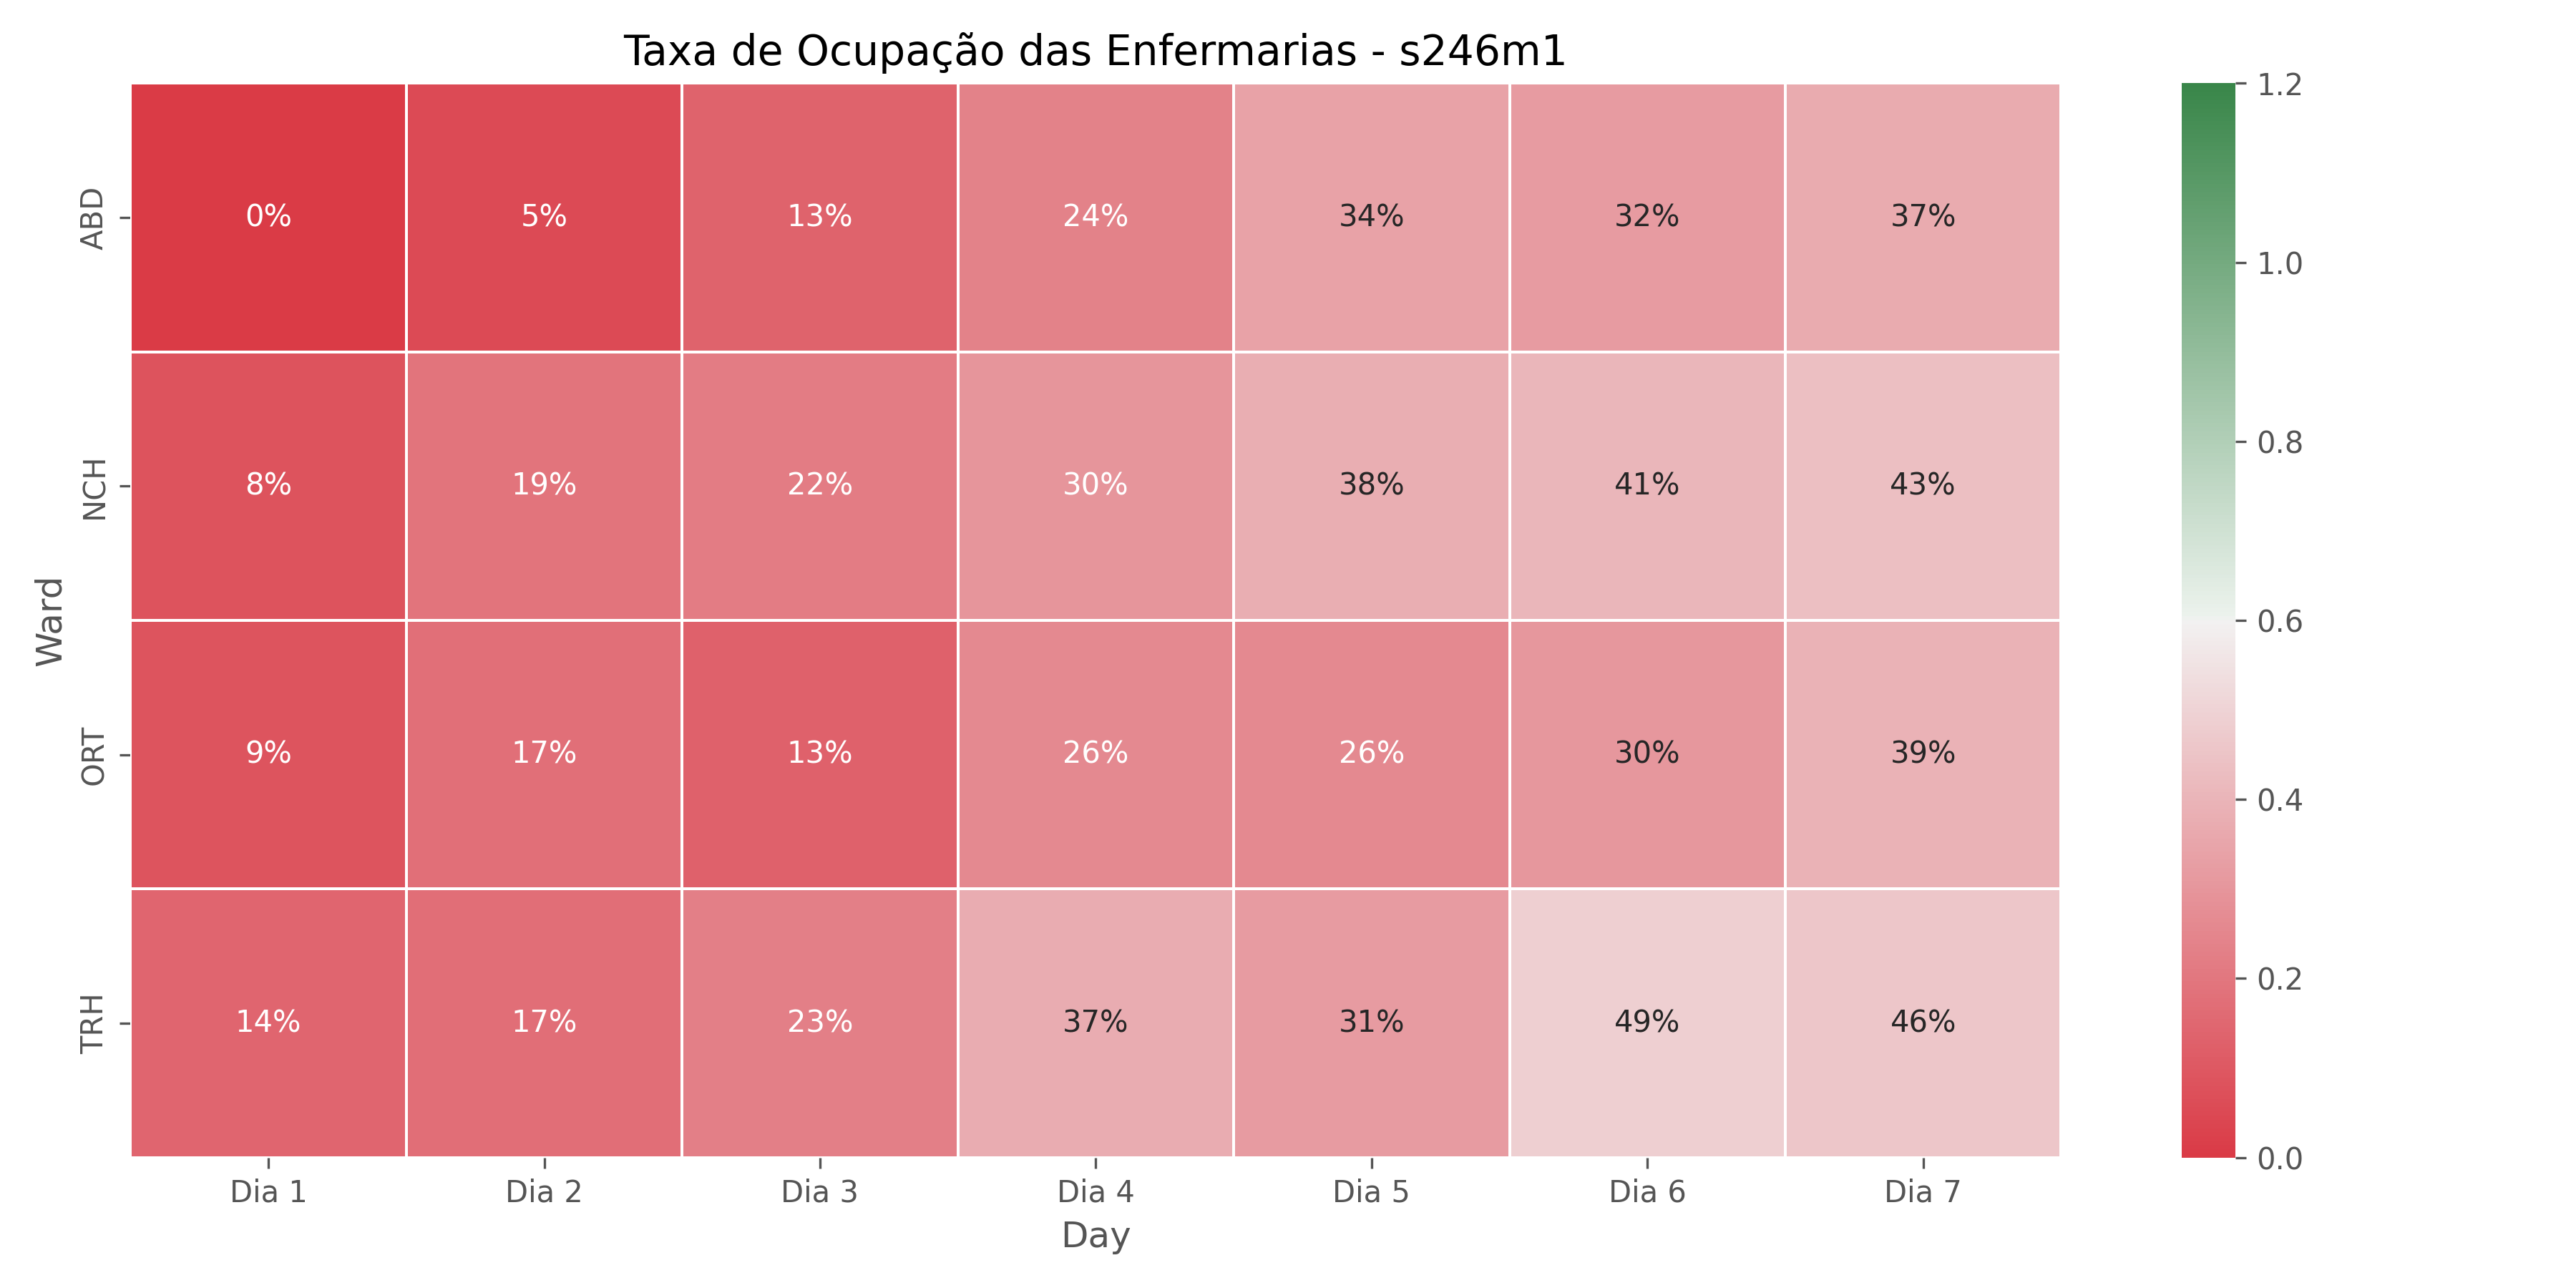 Taxa de Ocupação das Enfermarias - s246m1
Ward
ABD 0% 5% 13% 24% 34% 32% 37%
NCH 8% 19% 22% 30% 38% 41% 43%
ORT 9% 17% 13% 26% 26% 30% 39%
TRH 14% 17% 23% 37% 31% 49% 46%
Dia 1 Dia 2 Dia 3 Dia 4 Dia 5 Dia 6 Dia 7
Day
1.2
1.0
0.8
0.6
0.4
0.2
0.0